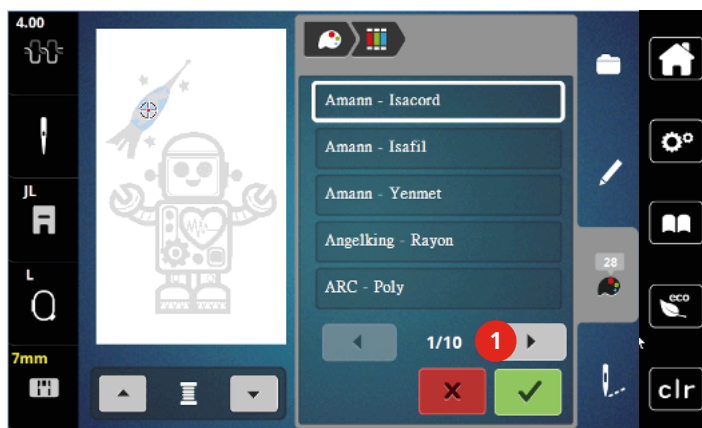 4.00
JL
L
7mm
Amann - Isacord
Amann - Isafil
Amann - Yenmet
Angelking - Rayon
ARC - Poly
1/10
1
28
eco
clr